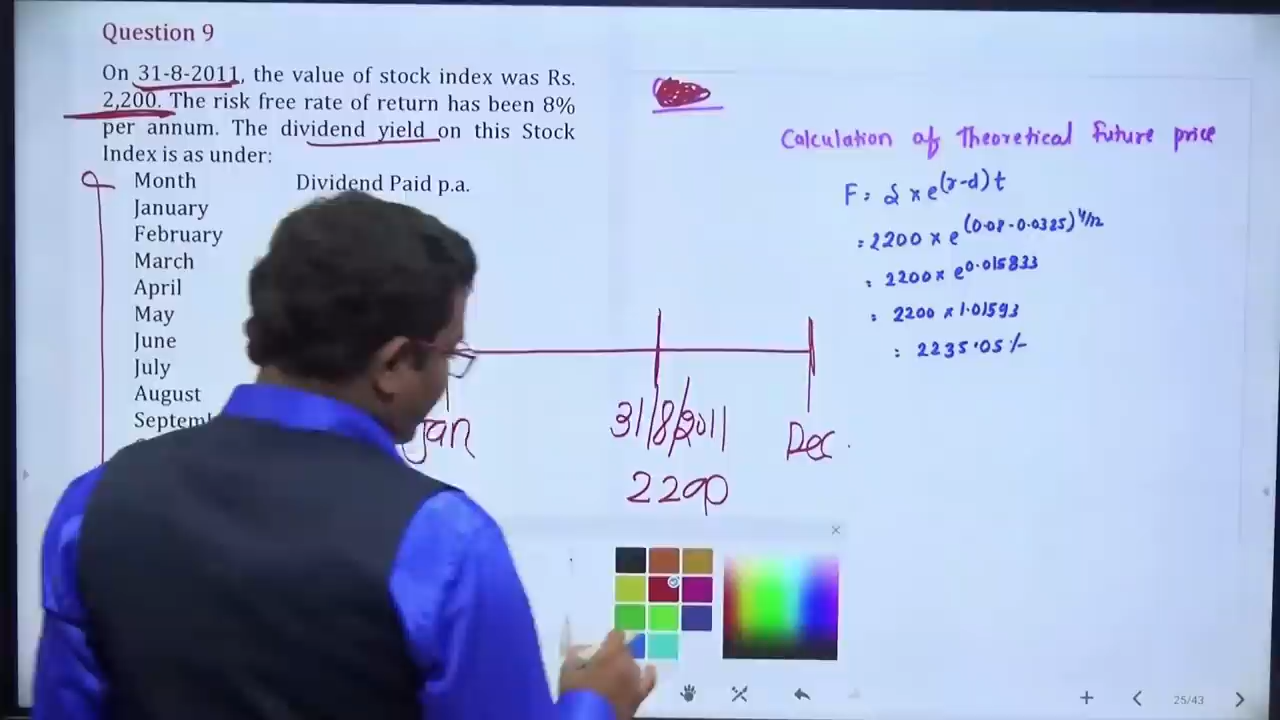 Question 9
On 31-8-2011, the value of stock index was Rs.
2,200. The risk free rate of return has been 8%
per annum. The dividend yield on this Stock
Index is as under:
Month Dividend Paid p.a.
January
February
March
April
May
June
July
August
Calculation of Theoretical Future price
F = S × e(r-d)t
= 2200 × e(0.08-0.0325)4/12
= 2200 × e0.015833
= 2200 × 1.01593
= 2235.05/-
Jan 31/8/2011 Dec.
2200
25/43